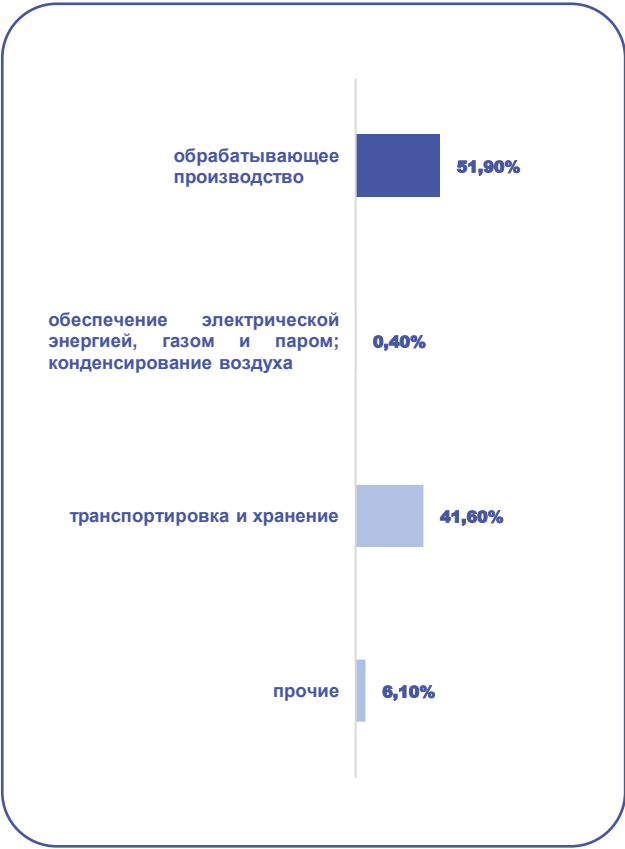 обрабатывающее
производство
51,90%
обеспечение электрической
энергией, газом и паром;
конденсирование воздуха
0,40%
транспортировка и хранение
41,60%
прочие
6,10%